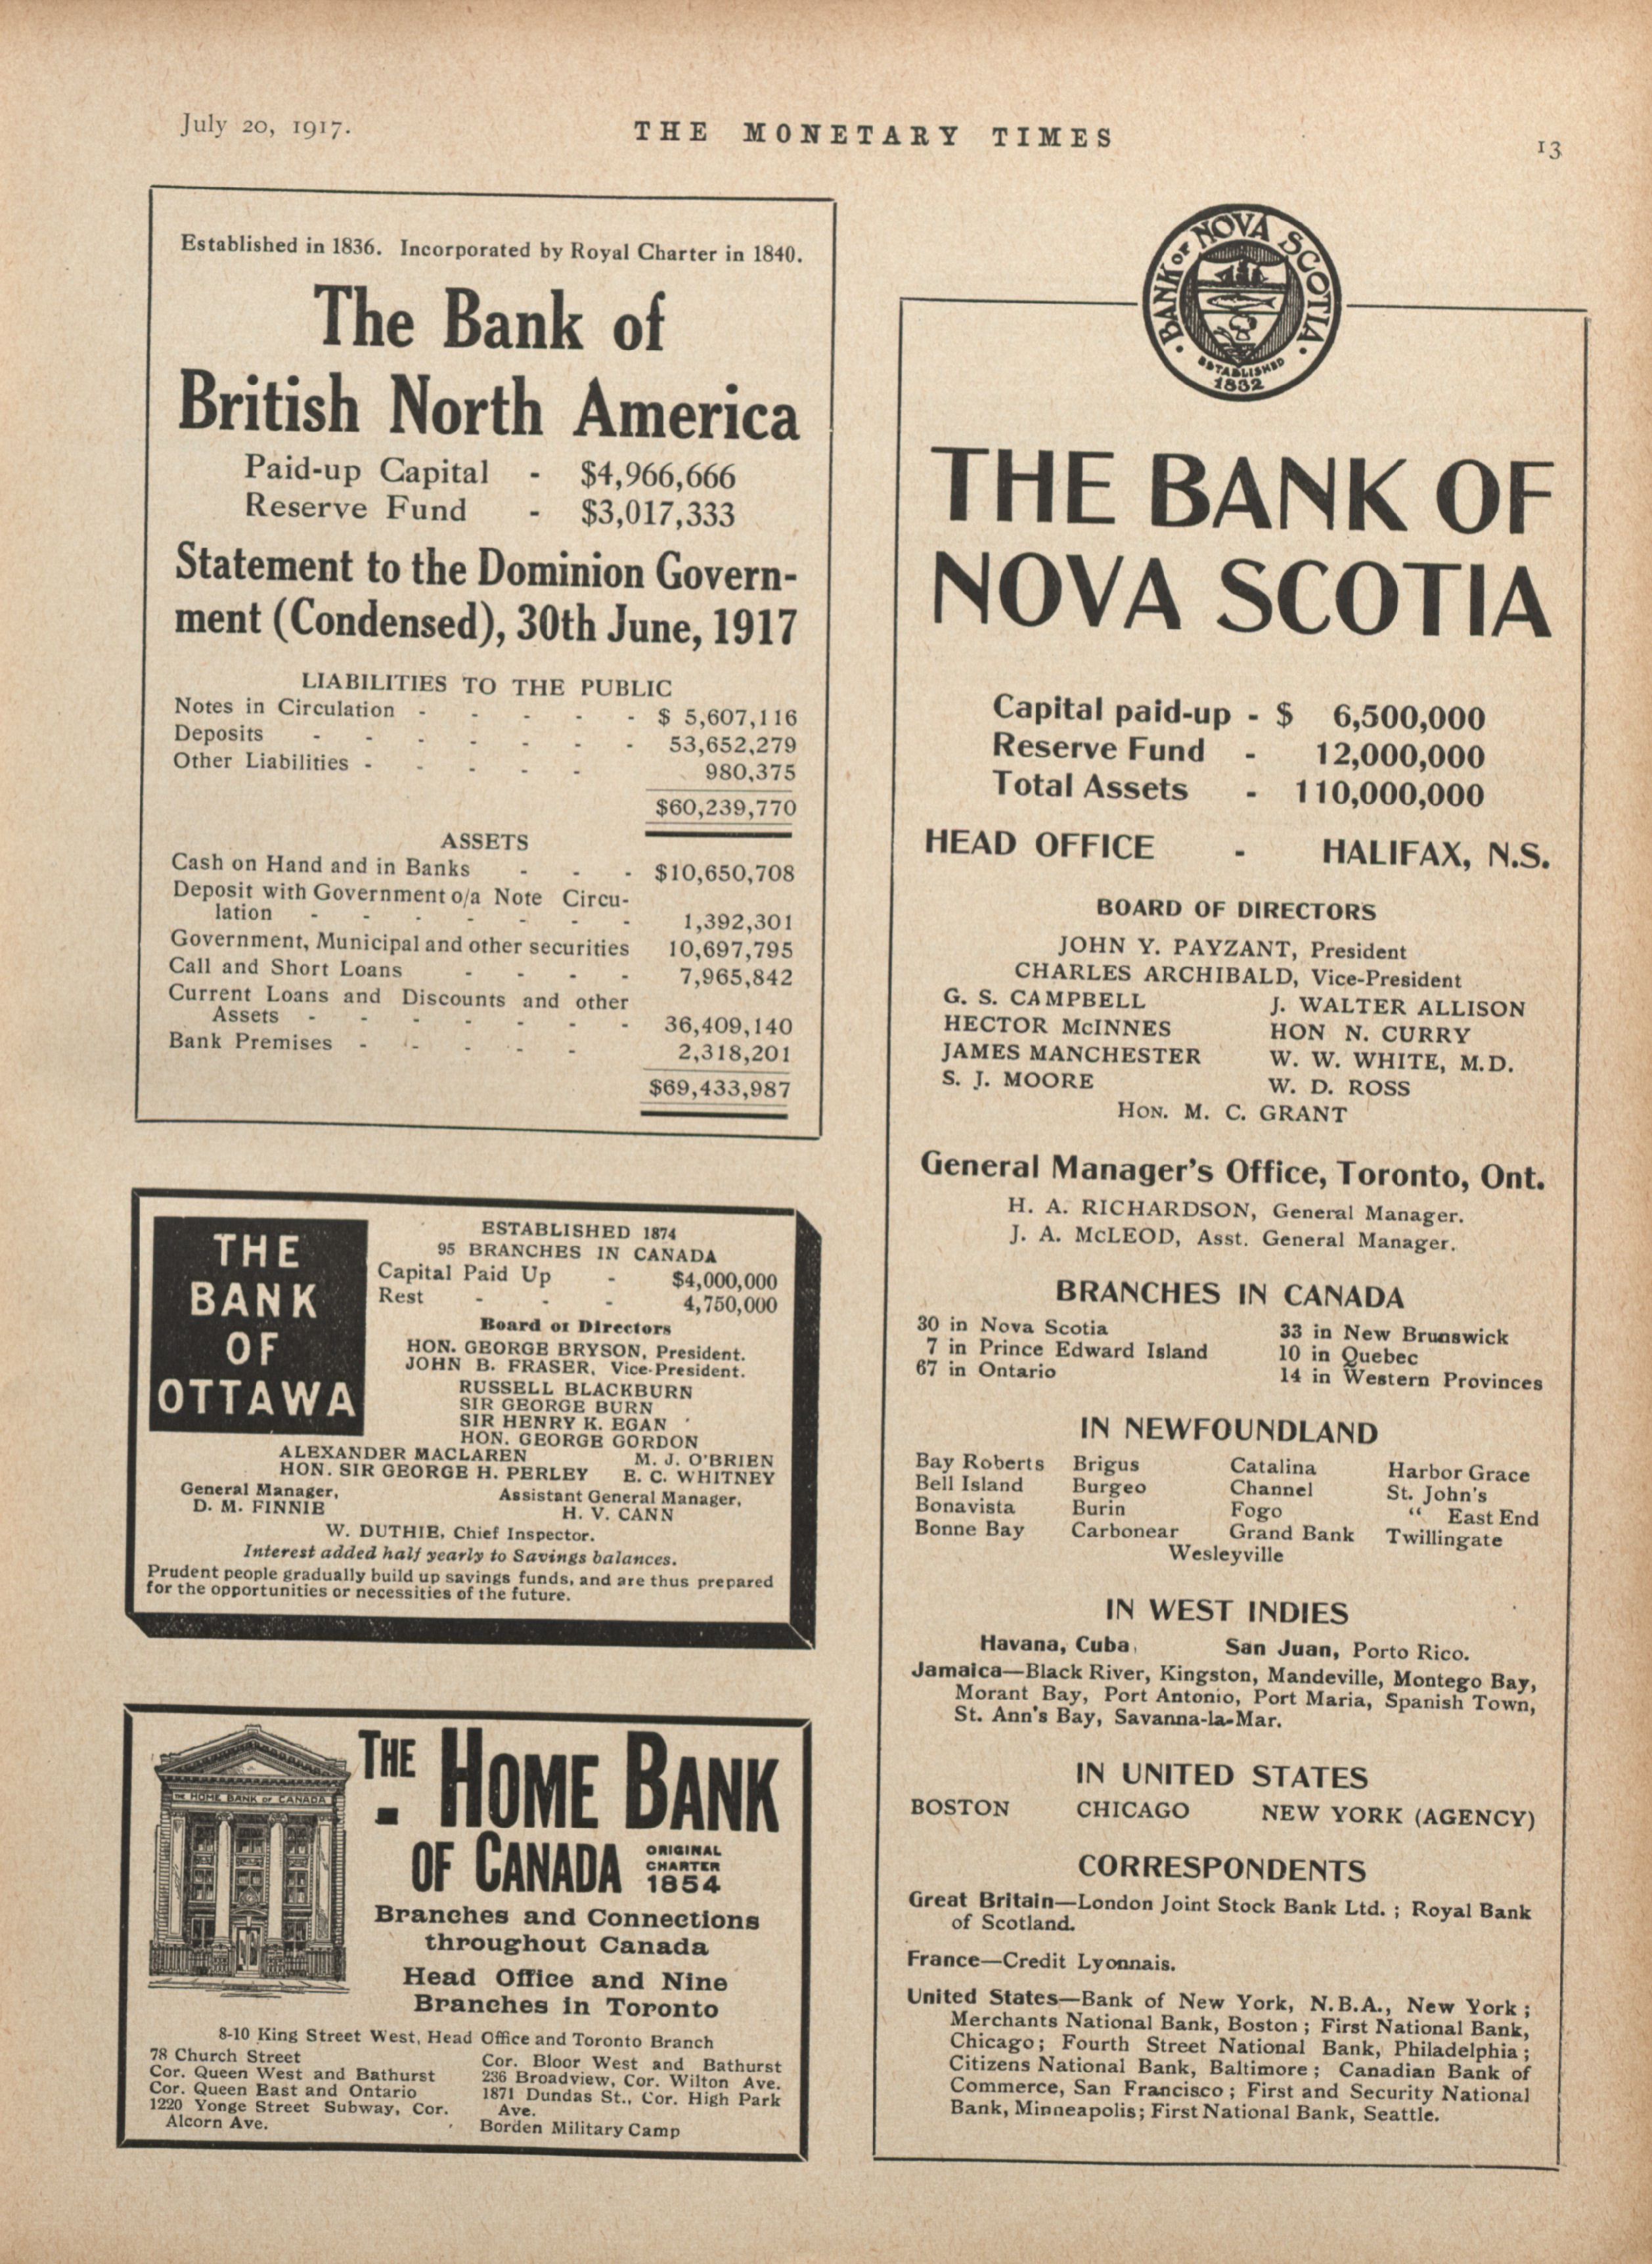 July 20, 1917.
THE MONETARY TIMES
13
Established in 1836. Incorporated by Royal Charter in 1840.
The Bank of
British North America
Paid-up Capital - $4,966,666
Reserve Fund - $3,017,333
Statement to the Dominion Govern-
ment (Condensed), 30th June, 1917
LIABILITIES TO THE PUBLIC
Notes in Circulation - - - - - $ 5,607,116
Deposits - - - - - - - 53,652,279
Other Liabilities - - - - - 980,375
$60,239,770
ASSETS
Cash on Hand and in Banks - - - $10,650,708
Deposit with Government o/a Note Circu-
lation - - - - - - - 1,392,301
Government, Municipal and other securities 10,697,795
Call and Short Loans - - - - 7,965,842
Current Loans and Discounts and other
Assets - - - - - - - 36,409,140
Bank Premises - - - - - 2,318,201
$69,433,987
THE
BANK
OF
OTTAWA
ESTABLISHED 1874
95 BRANCHES IN CANADA
Capital Paid Up - $4,000,000
Rest - - - 4,750,000
Board of Directors
HON. GEORGE BRYSON, President.
JOHN B. FRASER, Vice-President.
RUSSELL BLACKBURN
SIR GEORGE BURN
SIR HENRY K. EGAN
HON. GEORGE GORDON
ALEXANDER MACLAREN M. J. O'BRIEN
HON. SIR GEORGE H. PERLEY E. C. WHITNEY
General Manager, Assistant General Manager,
D. M. FINNIE H. V. CANN
W. DUTHIE, Chief Inspector.
Interest added half yearly to Savings balances.
Prudent people gradually build up savings funds, and are thus prepared
for the opportunities or necessities of the future.
THE HOME BANK OF CANADA
THE HOME BANK
OF CANADA
ORIGINAL
CHARTER
1854
Branches and Connections
throughout Canada
Head Office and Nine
Branches in Toronto
8-10 King Street West, Head Office and Toronto Branch
78 Church Street
Cor. Queen West and Bathurst
Cor. Queen East and Ontario
1220 Yonge Street Subway, Cor.
Alcorn Ave.
Cor. Bloor West and Bathurst
236 Broadview, Cor. Wilton Ave.
1871 Dundas St., Cor. High Park
Ave.
Borden Military Camp
BANK OF NOVA SCOTIA
ESTABLISHED
1832
THE BANK OF
NOVA SCOTIA
Capital paid-up - $ 6,500,000
Reserve Fund - 12,000,000
Total Assets - 110,000,000
HEAD OFFICE - HALIFAX, N.S.
BOARD OF DIRECTORS
JOHN Y. PAYZANT, President
CHARLES ARCHIBALD, Vice-President
G. S. CAMPBELL J. WALTER ALLISON
HECTOR McINNES HON N. CURRY
JAMES MANCHESTER W. W. WHITE, M.D.
S. J. MOORE W. D. ROSS
HON. M. C. GRANT
General Manager's Office, Toronto, Ont.
H. A. RICHARDSON, General Manager.
J. A. McLEOD, Asst. General Manager.
BRANCHES IN CANADA
30 in Nova Scotia 33 in New Brunswick
7 in Prince Edward Island 10 in Quebec
67 in Ontario 14 in Western Provinces
IN NEWFOUNDLAND
Bay Roberts Brigus Catalina Harbor Grace
Bell Island Burgeo Channel St. John's
Bonavista Burin Fogo " East End
Bonne Bay Carbonear Grand Bank Twillingate
Wesleyville
IN WEST INDIES
Havana, Cuba. San Juan, Porto Rico.
Jamaica—Black River, Kingston, Mandeville, Montego Bay,
Morant Bay, Port Antonio, Port Maria, Spanish Town,
St. Ann's Bay, Savanna-la-Mar.
IN UNITED STATES
BOSTON CHICAGO NEW YORK (AGENCY)
CORRESPONDENTS
Great Britain—London Joint Stock Bank Ltd. ; Royal Bank
of Scotland.
France—Credit Lyonnais.
United States—Bank of New York, N.B.A., New York ;
Merchants National Bank, Boston ; First National Bank,
Chicago ; Fourth Street National Bank, Philadelphia ;
Citizens National Bank, Baltimore ; Canadian Bank of
Commerce, San Francisco ; First and Security National
Bank, Minneapolis; First National Bank, Seattle.